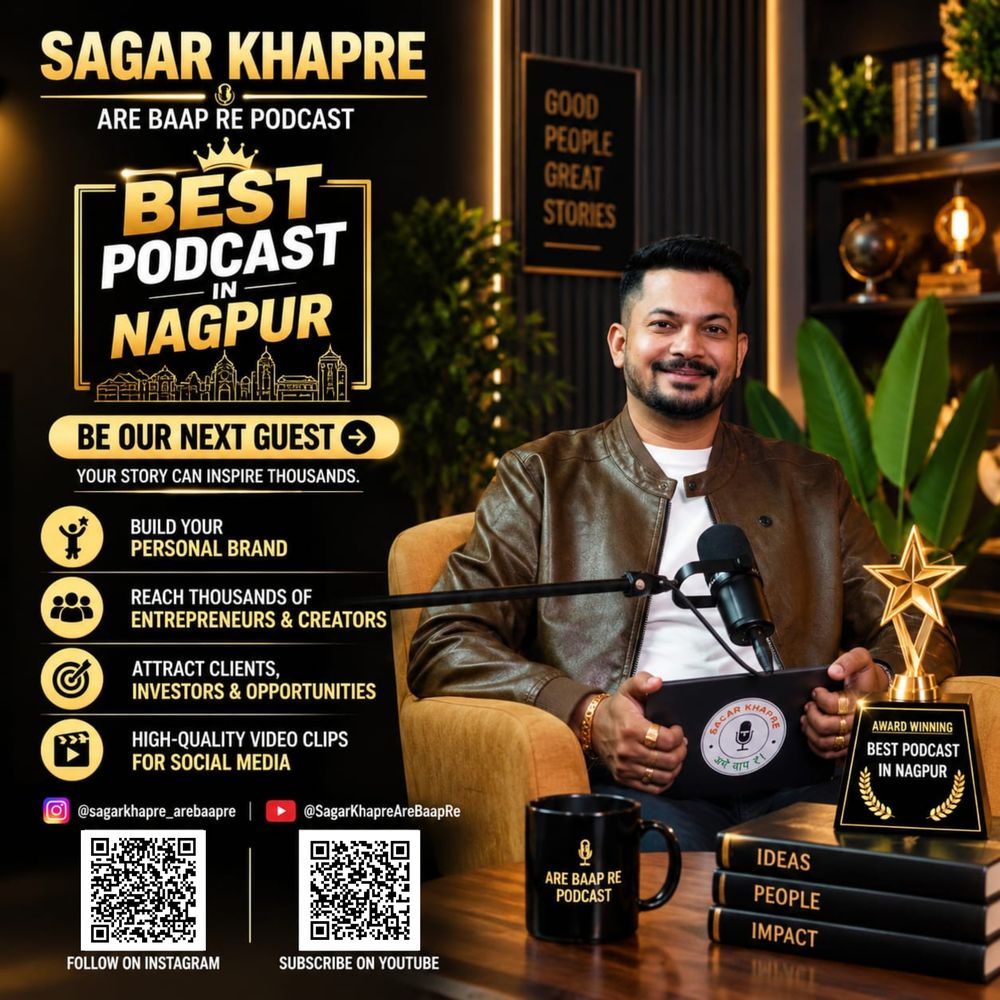 SAGAR KHAPRE
ARE BAAP RE PODCAST
BEST
PODCAST
IN
NAGPUR
BE OUR NEXT GUEST
YOUR STORY CAN INSPIRE THOUSANDS.
BUILD YOUR
PERSONAL BRAND
REACH THOUSANDS OF
ENTREPRENEURS & CREATORS
ATTRACT CLIENTS,
INVESTORS & OPPORTUNITIES
HIGH-QUALITY VIDEO CLIPS
FOR SOCIAL MEDIA
@sagarkhapre_arebaapre | @SagarKhapreAreBaapRe
FOLLOW ON INSTAGRAM
SUBSCRIBE ON YOUTUBE
GOOD
PEOPLE
GREAT
STORIES
SAGAR KHAPRE
अरे बाप रे!
AWARD WINNING
BEST PODCAST
IN NAGPUR
ARE BAAP RE
PODCAST
IDEAS
PEOPLE
IMPACT